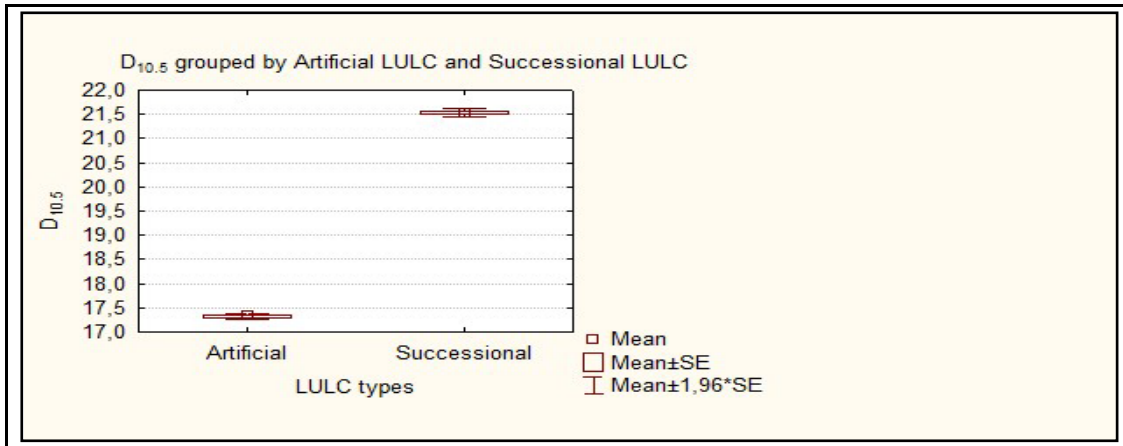 D₁₀.₅ grouped by Artificial LULC and Successional LULC
22,0
21,5
21,0
20,5
20,0
19,5
19,0
18,5
18,0
17,5
17,0
D₁₀.₅
Artificial Successional
LULC types
Mean
Mean±SE
Mean±1,96*SE